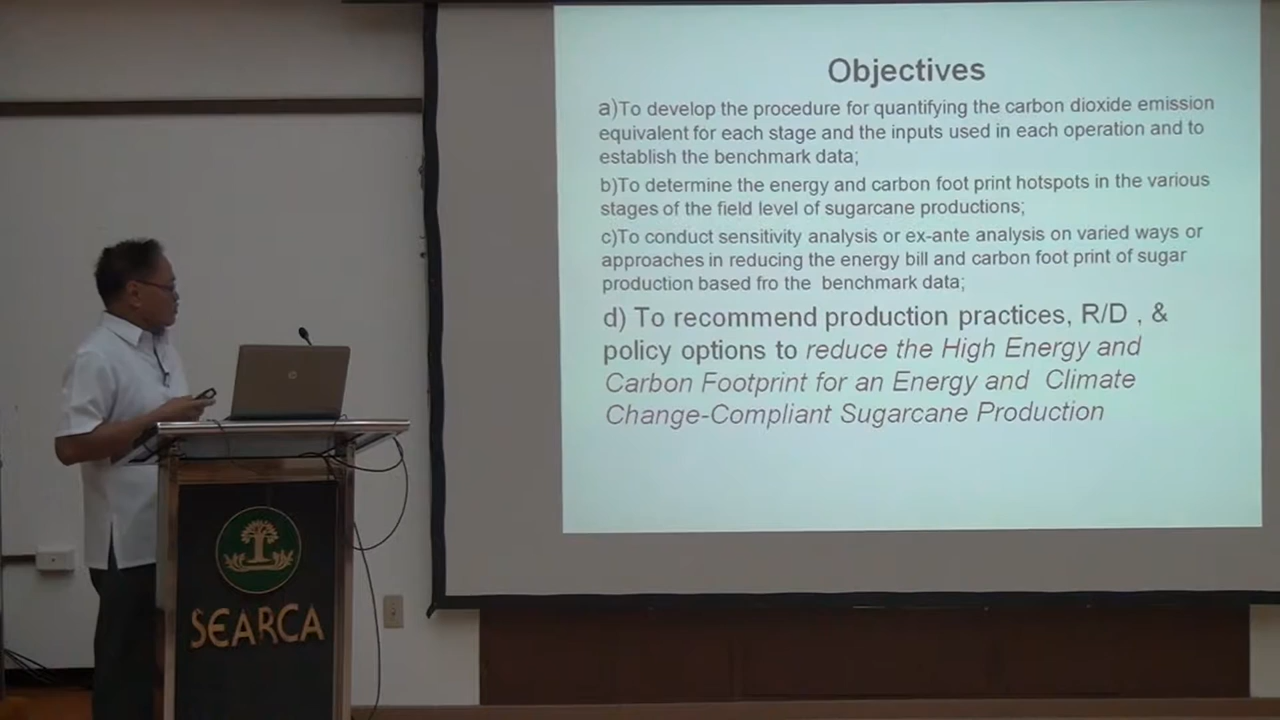 Objectives
a)To develop the procedure for quantifying the carbon dioxide emission
equivalent for each stage and the inputs used in each operation and to
establish the benchmark data;
b)To determine the energy and carbon foot print hotspots in the various
stages of the field level of sugarcane productions;
c)To conduct sensitivity analysis or ex-ante analysis on varied ways or
approaches in reducing the energy bill and carbon foot print of sugar
production based fro the benchmark data;
d) To recommend production practices, R/D , &
policy options to reduce the High Energy and
Carbon Footprint for an Energy and Climate
Change-Compliant Sugarcane Production
hp
SEARCA